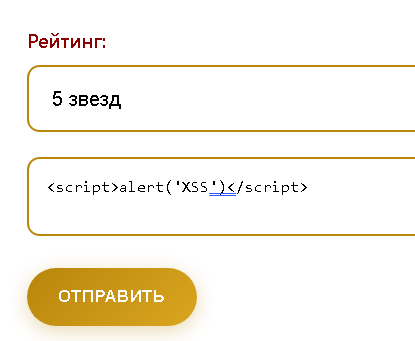 Рейтинг:
5 звезд
<script>alert('XSS')</script>
ОТПРАВИТЬ